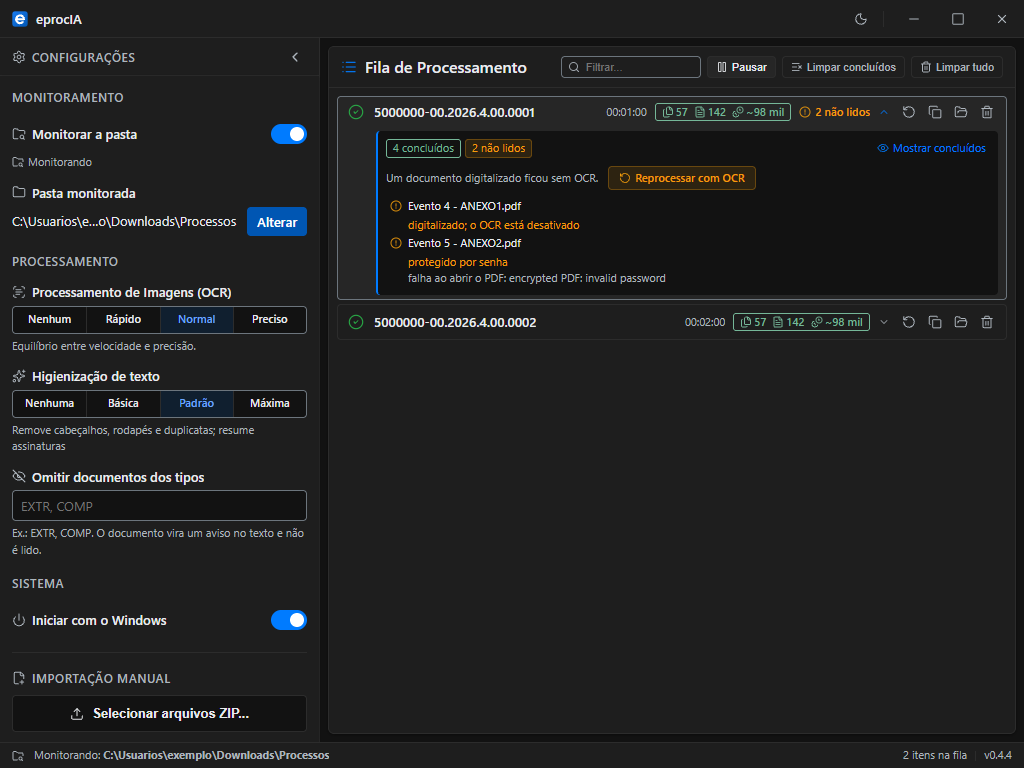 eprocIA
CONFIGURAÇÕES
MONITORAMENTO
Monitorar a pasta
Monitorando
Pasta monitorada
C:\Usuarios\e...o\Downloads\Processos
Alterar
PROCESSAMENTO
Processamento de Imagens (OCR)
Nenhum Rápido Normal Preciso
Equilíbrio entre velocidade e precisão.
Higienização de texto
Nenhuma Básica Padrão Máxima
Remove cabeçalhos, rodapés e duplicatas; resume
assinaturas
Omitir documentos dos tipos
EXTR, COMP
Ex.: EXTR, COMP. O documento vira um aviso no texto e não
é lido.
SISTEMA
Iniciar com o Windows
IMPORTAÇÃO MANUAL
Selecionar arquivos ZIP...
Fila de Processamento
Filtrar...
Pausar
Limpar concluídos
Limpar tudo
5000000-00.2026.4.00.0001 00:01:00 57 142 ~98 mil 2 não lidos
4 concluídos 2 não lidos Mostrar concluídos
Um documento digitalizado ficou sem OCR. Reprocessar com OCR
Evento 4 - ANEXO1.pdf
digitalizado; o OCR está desativado
Evento 5 - ANEXO2.pdf
protegido por senha
falha ao abrir o PDF: encrypted PDF: invalid password
5000000-00.2026.4.00.0002 00:02:00 57 142 ~98 mil
Monitorando: C:\Usuarios\exemplo\Downloads\Processos
2 itens na fila v0.4.4